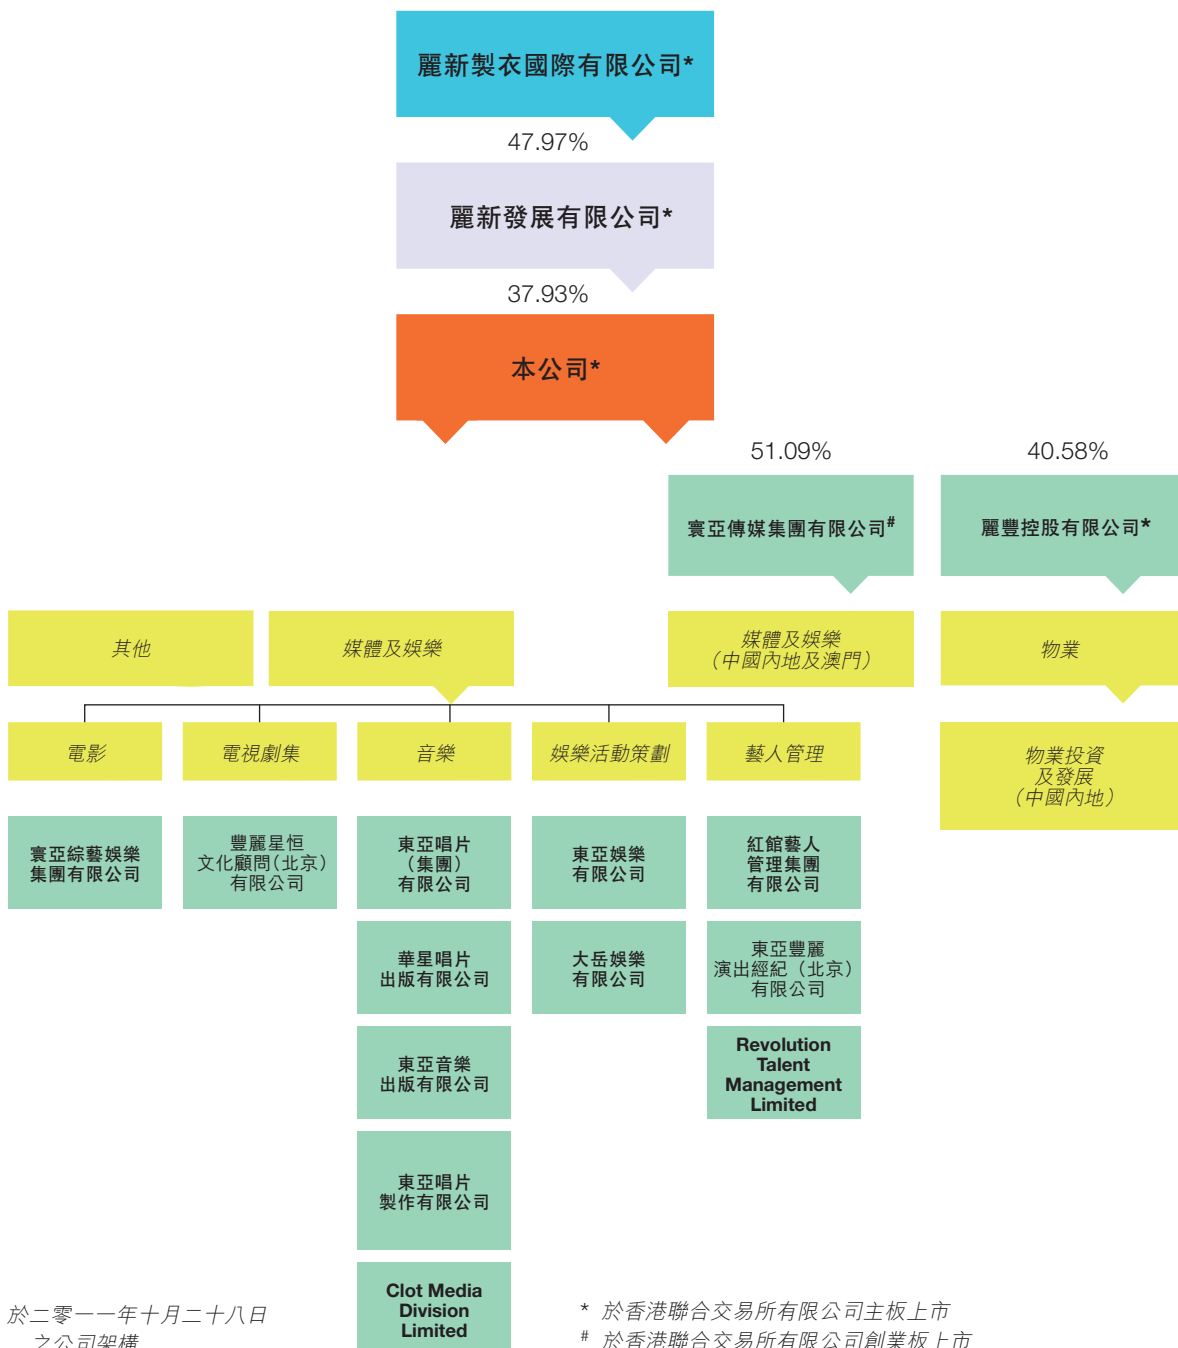 麗新製衣國際有限公司*
47.97%
麗新發展有限公司*
37.93%
本公司*
51.09%
40.58%
寰亞傳媒集團有限公司#
麗豐控股有限公司*
其他
媒體及娛樂
媒體及娛樂
（中國內地及澳門）
物業
電影
電視劇集
音樂
娛樂活動策劃
藝人管理
物業投資
及發展
（中國內地）
寰亞綜藝娛樂
集團有限公司
豐麗星恒
文化顧問（北京）
有限公司
東亞唱片
（集團）
有限公司
東亞娛樂
有限公司
紅館藝人
管理集團
有限公司
華星唱片
出版有限公司
大岳娛樂
有限公司
東亞豐麗
演出經紀（北京）
有限公司
東亞音樂
出版有限公司
Revolution
Talent
Management
Limited
東亞唱片
製作有限公司
Clot Media
Division
Limited
於二零一一年十月二十八日
之公司架構
* 於香港聯合交易所有限公司主板上市
# 於香港聯合交易所有限公司創業板上市